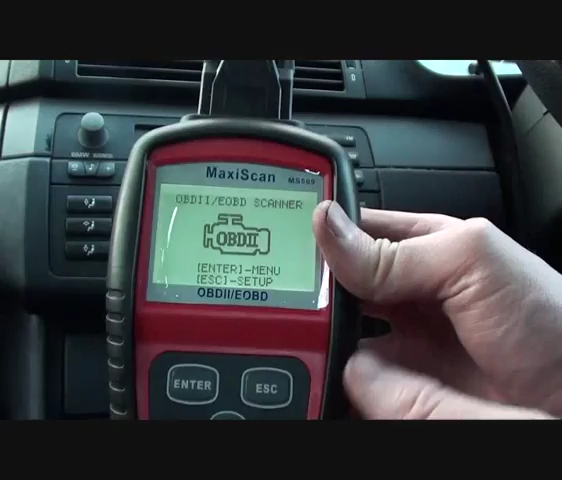 MaxiScan MS509
OBDII/EOBD SCANNER
OBDII
[ENTER]-MENU
[ESC]-SETUP
OBDII/EOBD
ENTER
ESC